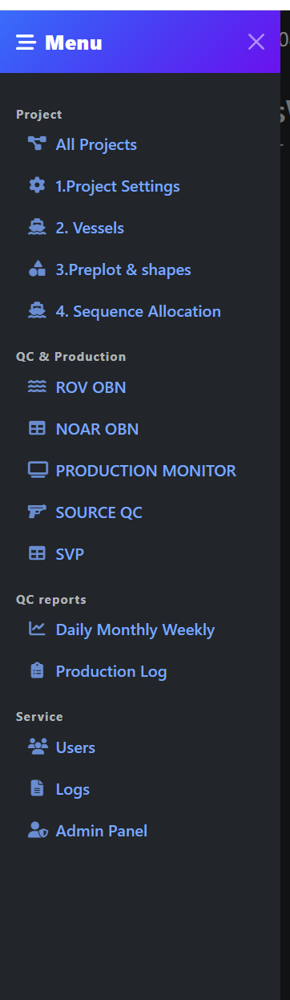 Menu
Project
All Projects
1.Project Settings
2. Vessels
3.Preplot & shapes
4. Sequence Allocation
QC & Production
ROV OBN
NOAR OBN
PRODUCTION MONITOR
SOURCE QC
SVP
QC reports
Daily Monthly Weekly
Production Log
Service
Users
Logs
Admin Panel